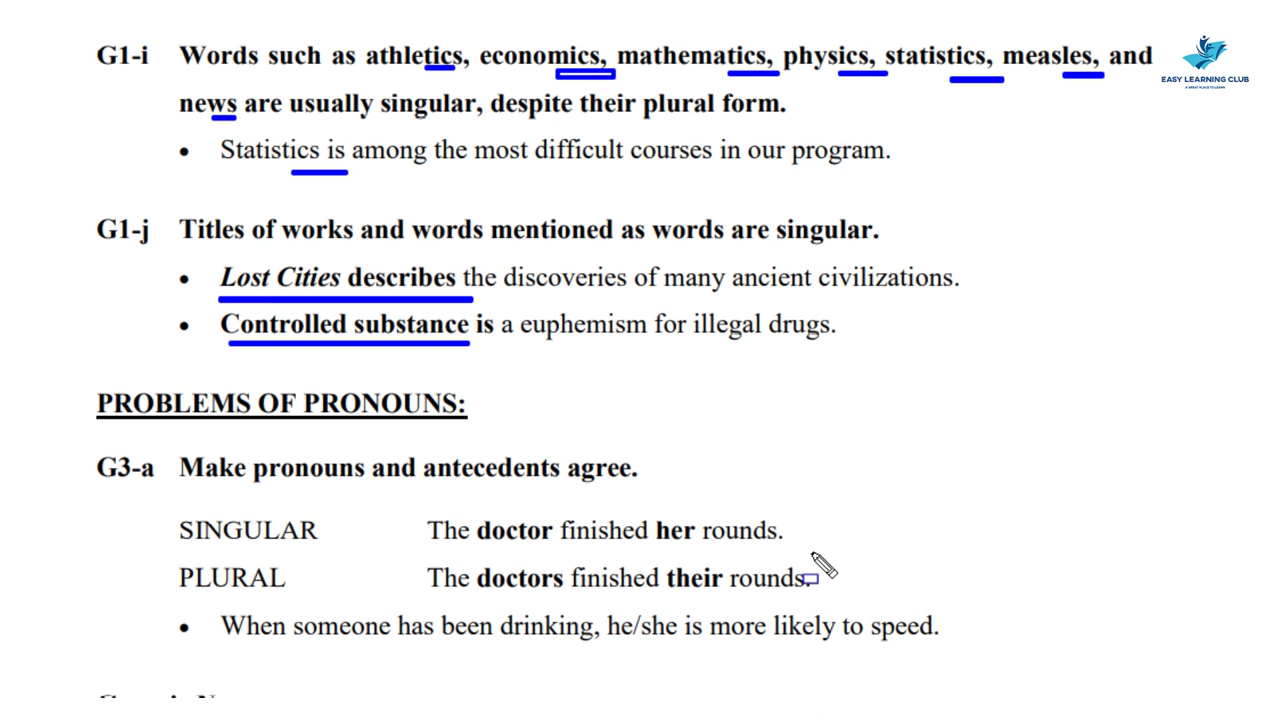 G1-i Words such as athletics, economics, mathematics, physics, statistics, measles, and
news are usually singular, despite their plural form.
• Statistics is among the most difficult courses in our program.
G1-j Titles of works and words mentioned as words are singular.
• Lost Cities describes the discoveries of many ancient civilizations.
• Controlled substance is a euphemism for illegal drugs.
PROBLEMS OF PRONOUNS:
G3-a Make pronouns and antecedents agree.
SINGULAR The doctor finished her rounds.
PLURAL The doctors finished their rounds.
• When someone has been drinking, he/she is more likely to speed.
EASY LEARNING CLUB
A GREAT PLACE TO LEARN